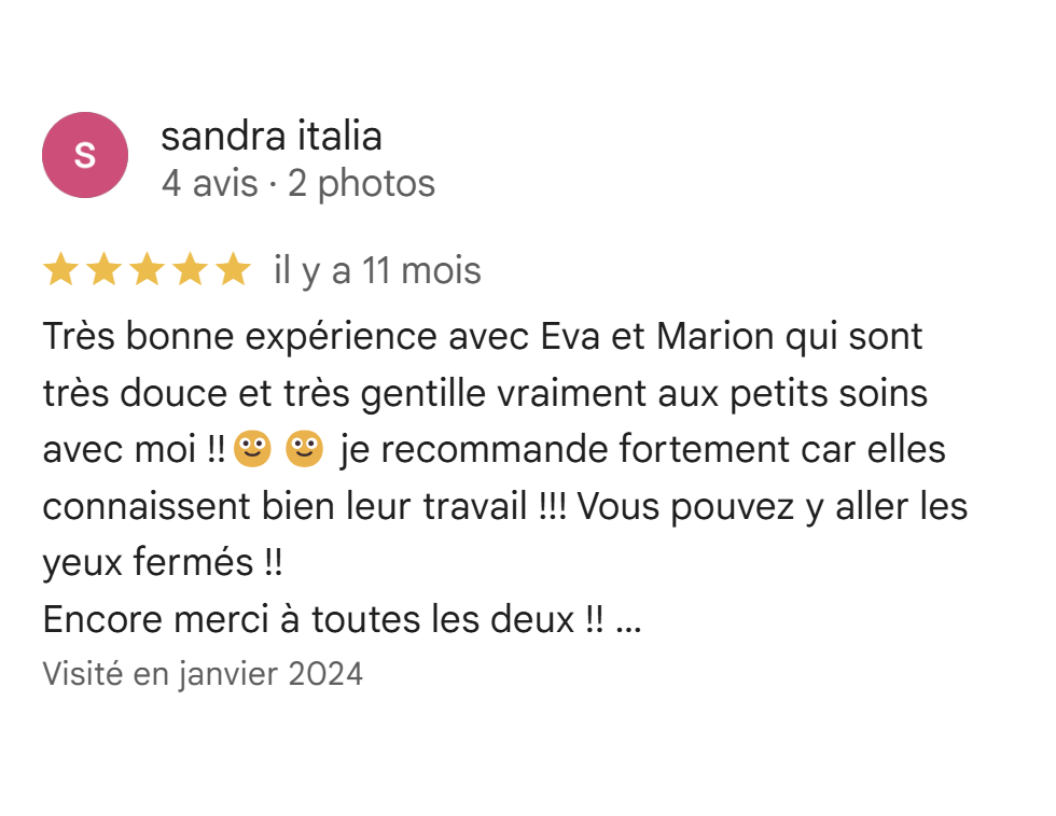 S
sandra italia
4 avis · 2 photos
il y a 11 mois
Très bonne expérience avec Eva et Marion qui sont
très douce et très gentille vraiment aux petits soins
avec moi !! 🙂 🙂 je recommande fortement car elles
connaissent bien leur travail !!! Vous pouvez y aller les
yeux fermés !!
Encore merci à toutes les deux !! ...
Visité en janvier 2024